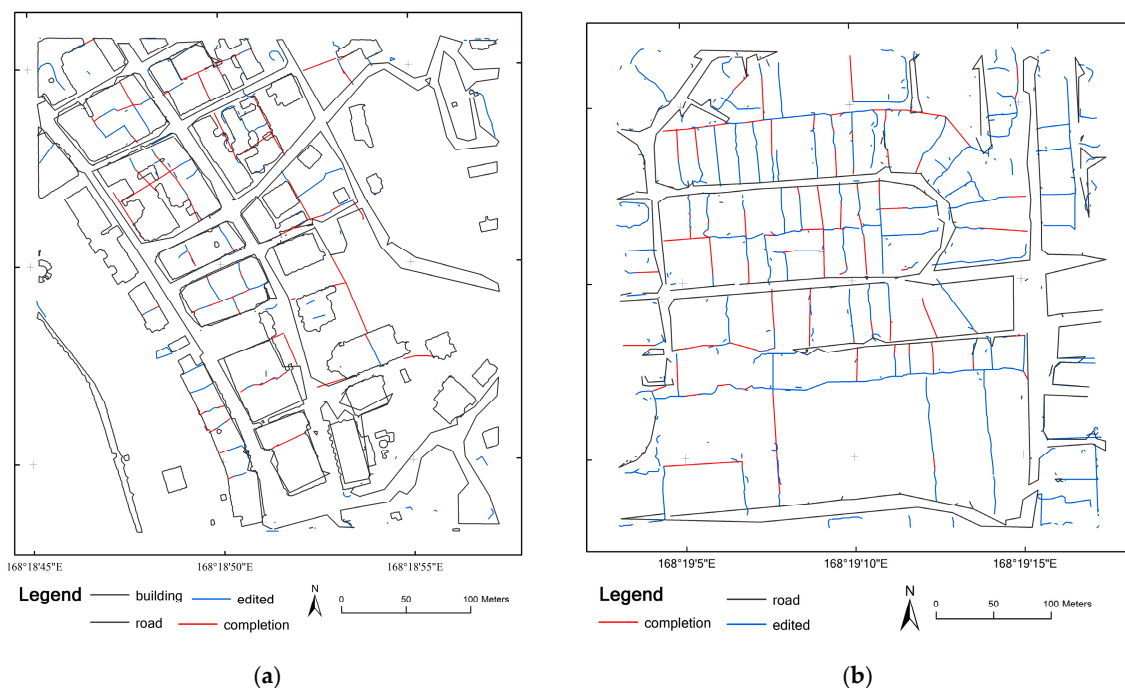 168°18'45"E 168°18'50"E 168°18'55"E
Legend building edited
road completion
N
0 50 100 Meters
(a)
168°19'5"E 168°19'10"E 168°19'15"E
Legend road
completion edited
N
0 50 100 Meters
(b)